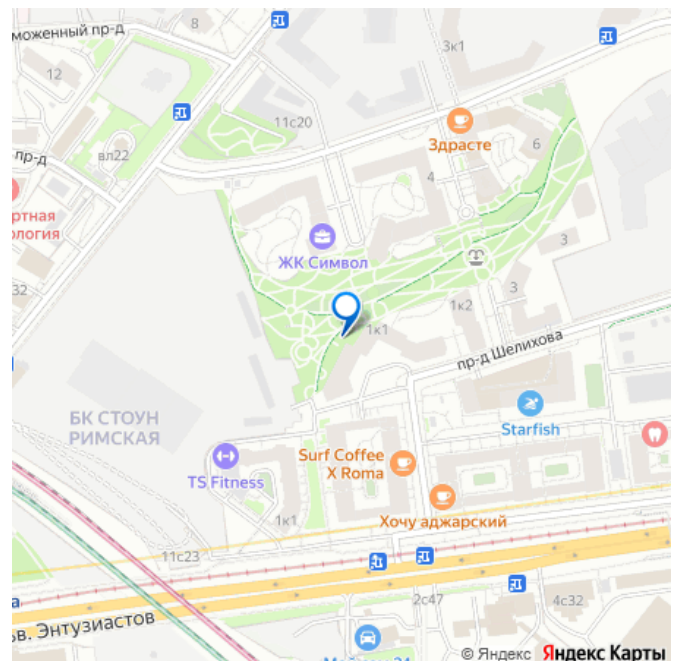 моженный пр-д
8
3к1
12
11с20
Здрасте
вл22
6
пр-д
4
ртная
ология
ЖК Символ
3
32
3
1к2
1к1
пр-д Шелихова
БК СТОУН
РИМСКАЯ
Starfish
Surf Coffee
X Roma
TS Fitness
Хочу аджарский
1к1
11с23
а
ов. Энтузиастов
2с47
4с32
© Яндекс Яндекс Карты